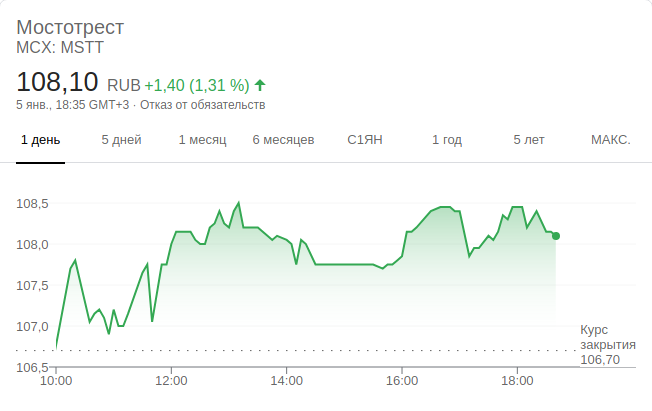 Мостотрест
MCX: MSTT
108,10 RUB +1,40 (1,31 %)
5 янв., 18:35 GMT+3 · Отказ от обязательств
1 день 5 дней 1 месяц 6 месяцев С1ЯН 1 год 5 лет МАКС.
108,5
108,0
107,5
107,0
Курс
закрытия
106,70
106,5
10:00 12:00 14:00 16:00 18:00